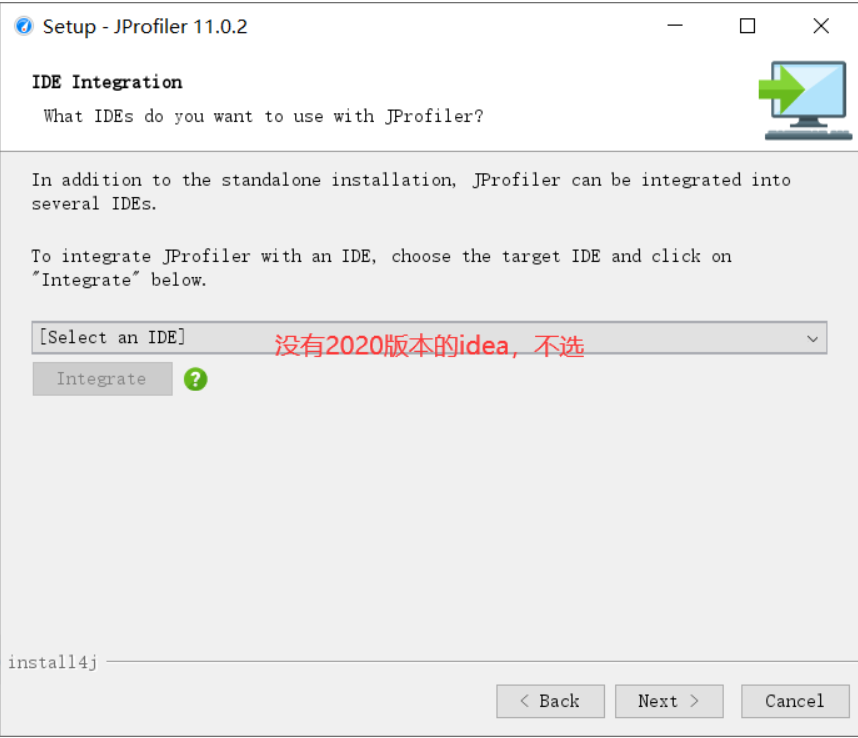 Setup - JProfiler 11.0.2
IDE Integration
What IDEs do you want to use with JProfiler?
In addition to the standalone installation, JProfiler can be integrated into
several IDEs.
To integrate JProfiler with an IDE, choose the target IDE and click on
"Integrate" below.
[Select an IDE]
没有2020版本的idea，不选
Integrate ?
install4j
< Back Next > Cancel